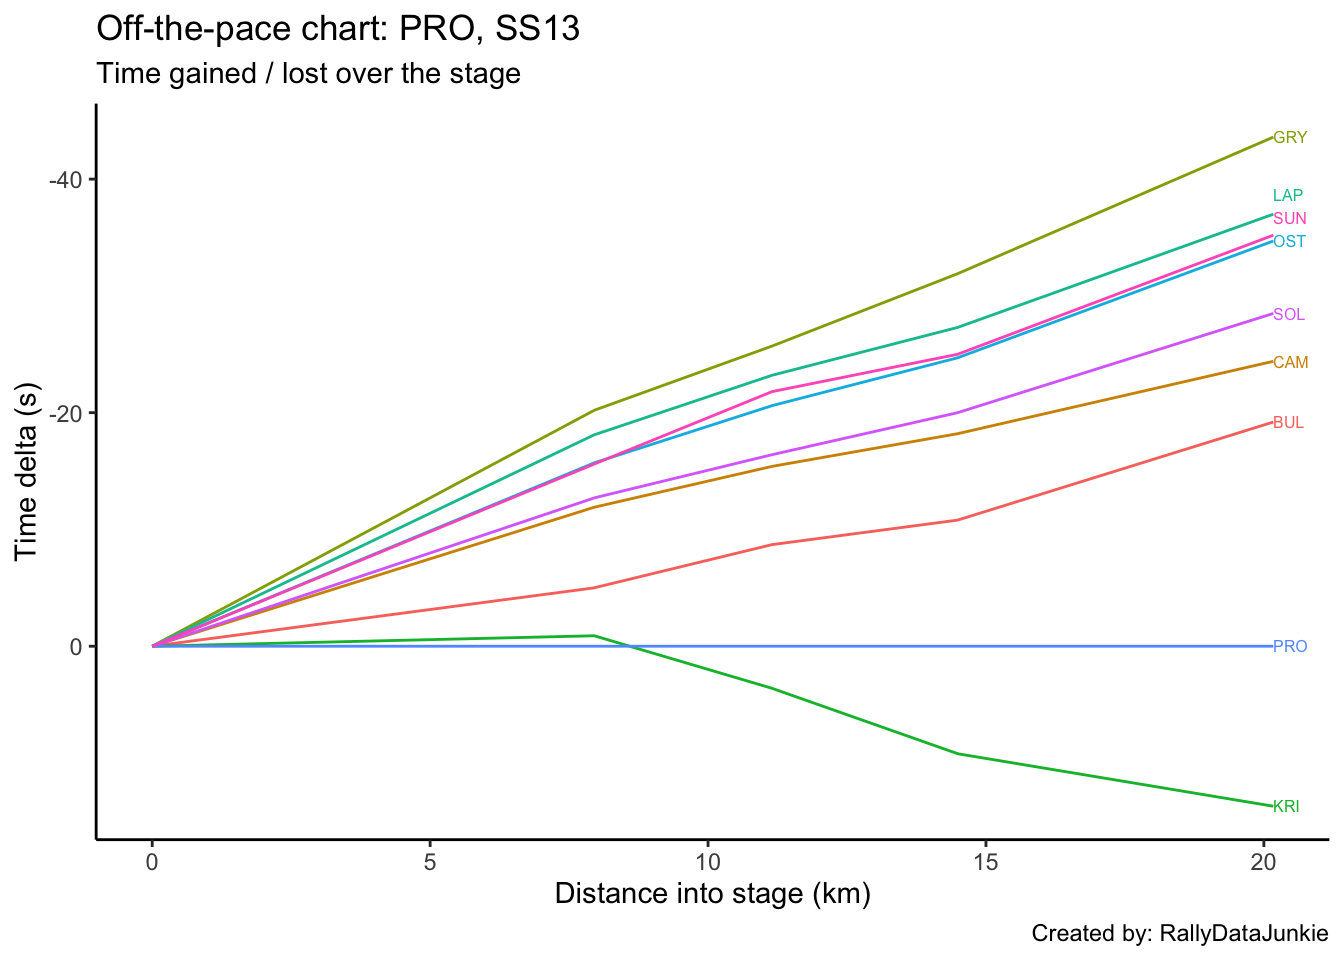 Off-the-pace chart: PRO, SS13
Time gained / lost over the stage
GRY
-40
LAP
SUN
OST
SOL
CAM
-20
BUL
Time delta (s)
0
PRO
KRI
0 5 10 15 20
Distance into stage (km)
Created by: RallyDataJunkie